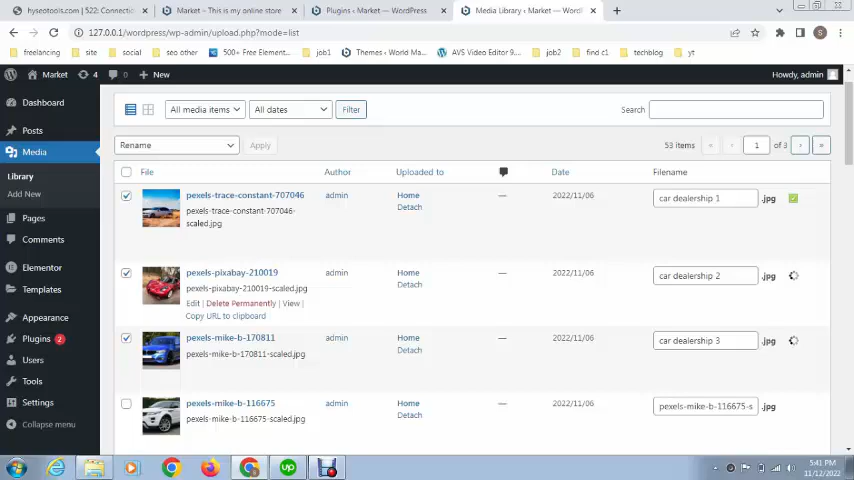 hyseotools.com | 522: Connectio
Market – This is my online store
Plugins ‹ Market — WordPress
Media Library ‹ Market — WordP
127.0.0.1/wordpress/wp-admin/upload.php?mode=list
freelancing
site
social
seo other
500+ Free Element...
job1
Themes ‹ World Ma...
AVS Video Editor 9...
job2
find c1
techblog
yt
Market
4
0
New
Howdy, admin
Dashboard
Posts
Media
Library
Add New
Pages
Comments
Elementor
Templates
Appearance
Plugins 2
Users
Tools
Settings
Collapse menu
All media items
All dates
Filter
Search
Rename
Apply
53 items
«
‹
1
of 3
›
»
File
Author
Uploaded to
Date
Filename
pexels-trace-constant-707046
admin
Home
—
2022/11/06
car dealership 1
.jpg
pexels-trace-constant-707046-
scaled.jpg
Detach
pexels-pixabay-210019
admin
Home
—
2022/11/06
car dealership 2
.jpg
pexels-pixabay-210019-scaled.jpg
Detach
Edit | Delete Permanently | View |
Copy URL to clipboard
pexels-mike-b-170811
admin
Home
—
2022/11/06
car dealership 3
.jpg
pexels-mike-b-170811-scaled.jpg
Detach
pexels-mike-b-116675
admin
Home
—
2022/11/06
pexels-mike-b-116675-s
.jpg
pexels-mike-b-116675-scaled.jpg
Detach
5:41 PM
11/12/2022